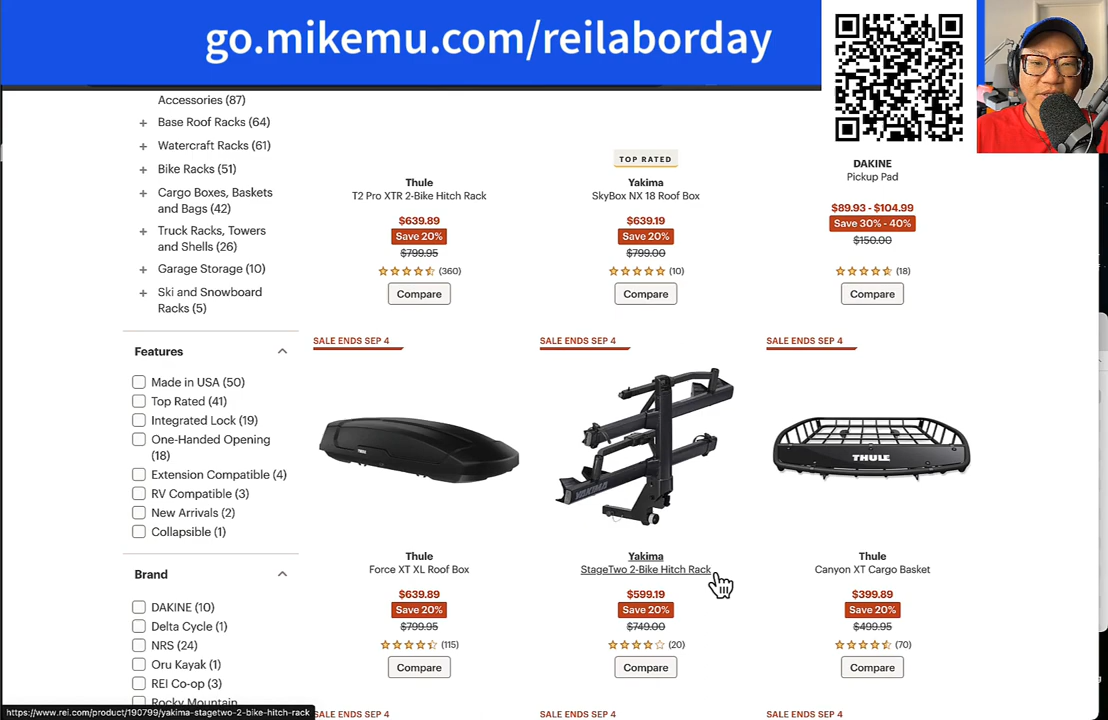 go.mikemu.com/reilaborday
Accessories (87)
+ Base Roof Racks (64)
+ Watercraft Racks (61)
+ Bike Racks (51)
+ Cargo Boxes, Baskets
and Bags (42)
+ Truck Racks, Towers
and Shells (26)
+ Garage Storage (10)
+ Ski and Snowboard
Racks (5)
Features
Made in USA (50)
Top Rated (41)
Integrated Lock (19)
One-Handed Opening
(18)
Extension Compatible (4)
RV Compatible (3)
New Arrivals (2)
Collapsible (1)
Brand
DAKINE (10)
Delta Cycle (1)
NRS (24)
Oru Kayak (1)
REI Co-op (3)
Rocky Mountain
https://www.rei.com/product/190799/yakima-stagetwo-2-bike-hitch-rack
Thule
T2 Pro XTR 2-Bike Hitch Rack
$639.89
Save 20%
$799.95
(360)
Compare
TOP RATED
Yakima
SkyBox NX 18 Roof Box
$639.19
Save 20%
$799.00
(10)
Compare
DAKINE
Pickup Pad
$89.93 - $104.99
Save 30% - 40%
$150.00
(18)
Compare
SALE ENDS SEP 4
Thule
Force XT XL Roof Box
$639.89
Save 20%
$799.95
(115)
Compare
SALE ENDS SEP 4
YAKIMA
Yakima
StageTwo 2-Bike Hitch Rack
$599.19
Save 20%
$749.00
(20)
Compare
SALE ENDS SEP 4
THULE
Thule
Canyon XT Cargo Basket
$399.89
Save 20%
$499.95
(70)
Compare
SALE ENDS SEP 4
SALE ENDS SEP 4
SALE ENDS SEP 4